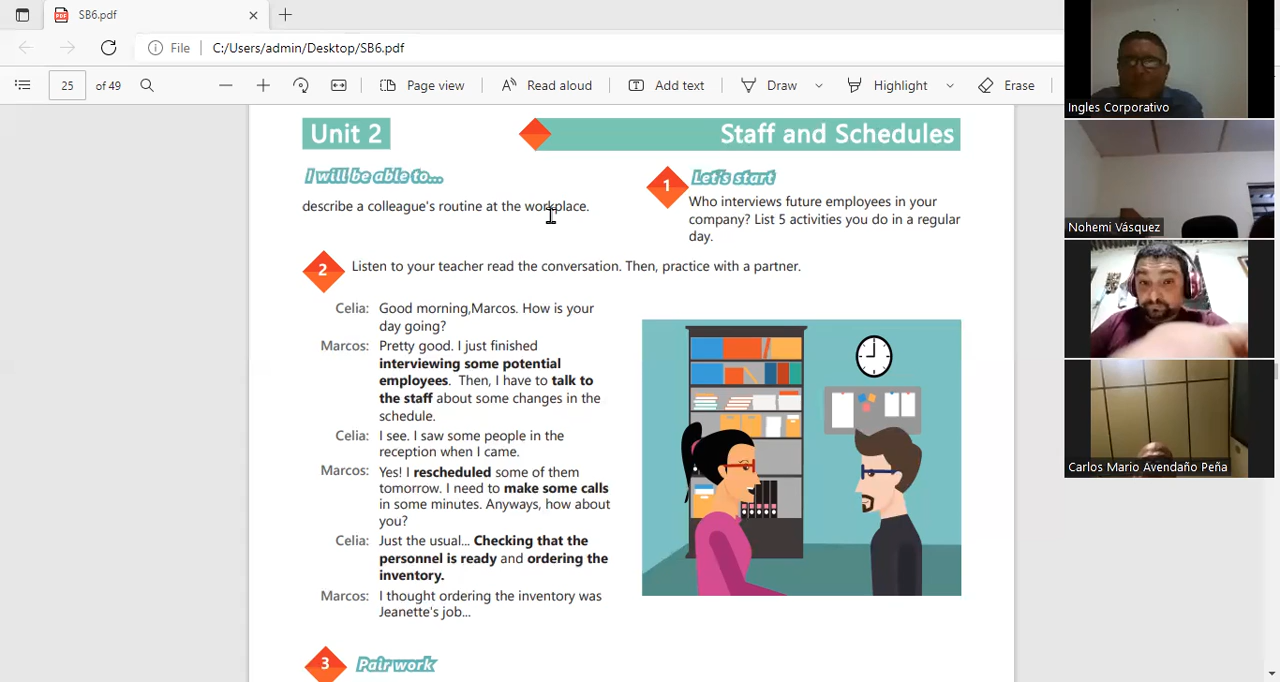 SB6.pdf
File
C:/Users/admin/Desktop/SB6.pdf
25
of 49
Page view
Read aloud
Add text
Draw
Highlight
Erase
Unit 2
Staff and Schedules
I will be able to...
describe a colleague's routine at the workplace.
1
Let's start
Who interviews future employees in your
company? List 5 activities you do in a regular
day.
2
Listen to your teacher read the conversation. Then, practice with a partner.
Celia: Good morning,Marcos. How is your
day going?
Marcos: Pretty good. I just finished
interviewing some potential
employees. Then, I have to talk to
the staff about some changes in the
schedule.
Celia: I see. I saw some people in the
reception when I came.
Marcos: Yes! I rescheduled some of them
tomorrow. I need to make some calls
in some minutes. Anyways, how about
you?
Celia: Just the usual... Checking that the
personnel is ready and ordering the
inventory.
Marcos: I thought ordering the inventory was
Jeanette's job...
3
Pair work
Ingles Corporativo
Nohemi Vásquez
Carlos Mario Avendaño Peña